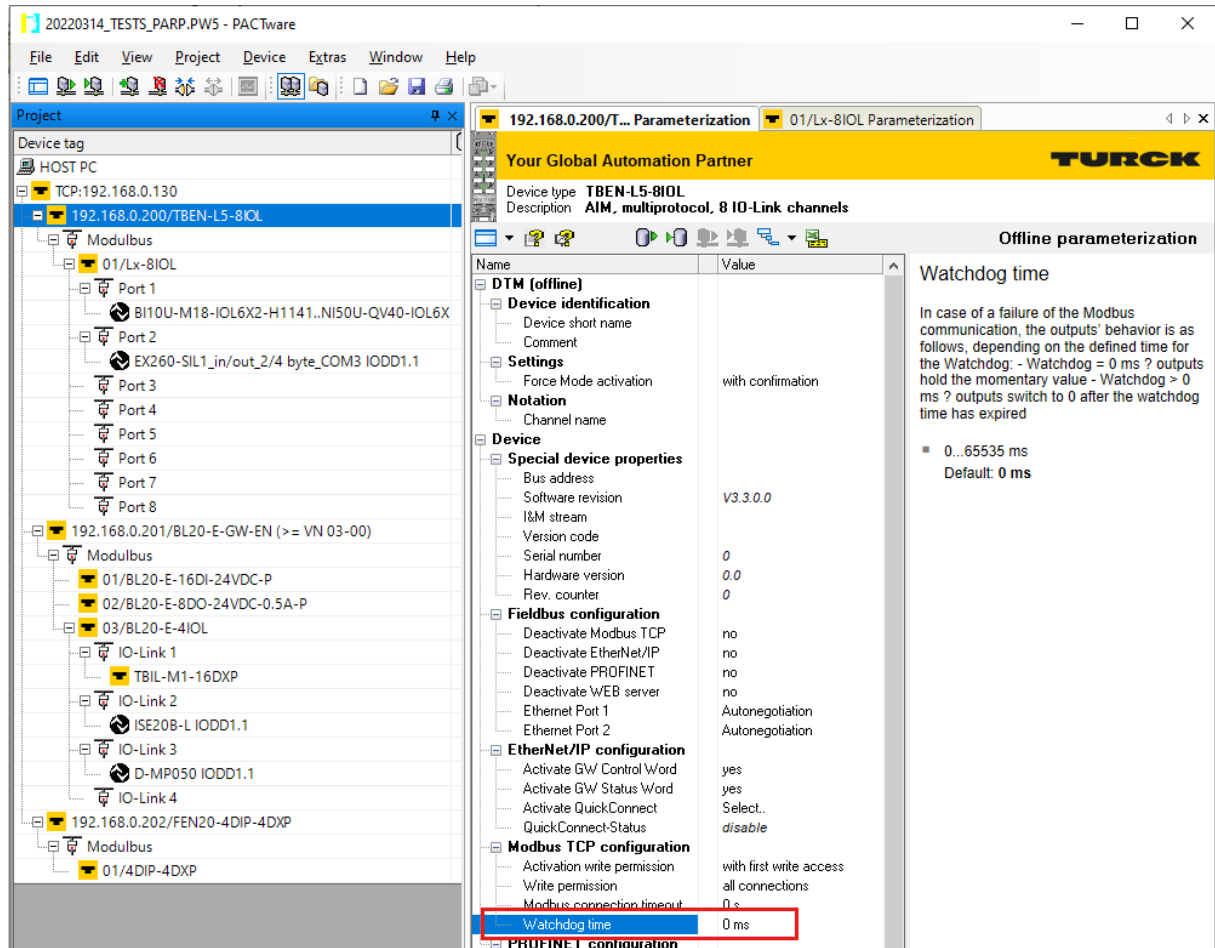 20220314_TESTS_PARP.PW5 - PACTware
File Edit View Project Device Extras Window Help
Project
Device tag
HOST PC
TCP:192.168.0.130
192.168.0.200/TBEN-L5-8IOL
Modulbus
01/Lx-8IOL
Port 1
BI10U-M18-IOL6X2-H1141..NI50U-QV40-IOL6X
Port 2
EX260-SIL1_in/out_2/4 byte_COM3 IODD1.1
Port 3
Port 4
Port 5
Port 6
Port 7
Port 8
192.168.0.201/BL20-E-GW-EN (>= VN 03-00)
Modulbus
01/BL20-E-16DI-24VDC-P
02/BL20-E-8DO-24VDC-0.5A-P
03/BL20-E-4IOL
IO-Link 1
TBIL-M1-16DXP
IO-Link 2
ISE20B-L IODD1.1
IO-Link 3
D-MP050 IODD1.1
IO-Link 4
192.168.0.202/FEN20-4DIP-4DXP
Modulbus
01/4DIP-4DXP
192.168.0.200/T... Parameterization 01/Lx-8IOL Parameterization
Your Global Automation Partner TURCK
Device type TBEN-L5-8IOL
Description AIM, multiprotocol, 8 IO-Link channels
Offline parameterization
Name Value
DTM (offline)
Device identification
Device short name
Comment
Settings
Force Mode activation with confirmation
Notation
Channel name
Device
Special device properties
Bus address
Software revision V3.3.0.0
I&M stream
Version code
Serial number 0
Hardware version 0.0
Rev. counter 0
Fieldbus configuration
Deactivate Modbus TCP no
Deactivate EtherNet/IP no
Deactivate PROFINET no
Deactivate WEB server no
Ethernet Port 1 Autonegotiation
Ethernet Port 2 Autonegotiation
EtherNet/IP configuration
Activate GW Control Word yes
Activate GW Status Word yes
Activate QuickConnect Select..
QuickConnect-Status disable
Modbus TCP configuration
Activation write permission with first write access
Write permission all connections
Modbus connection timeout 0 s
Watchdog time 0 ms
PROFINET configuration
Watchdog time
In case of a failure of the Modbus
communication, the outputs' behavior is as
follows, depending on the defined time for
the Watchdog: - Watchdog = 0 ms ? outputs
hold the momentary value - Watchdog > 0
ms ? outputs switch to 0 after the watchdog
time has expired
0...65535 ms
Default: 0 ms